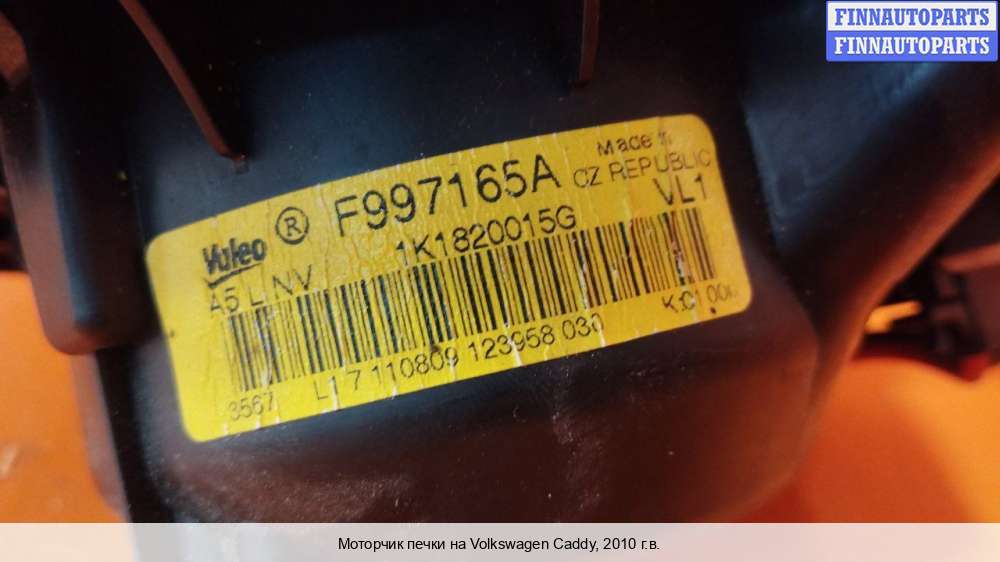 FINNAUTOPARTS
FINNAUTOPARTS
Valeo ® F997165A Made in
CZ REPUBLIC
A5 L NV 1K1820015G VL1
3567 L1 7 110809 123958 030
Моторчик печки на Volkswagen Caddy, 2010 г.в.